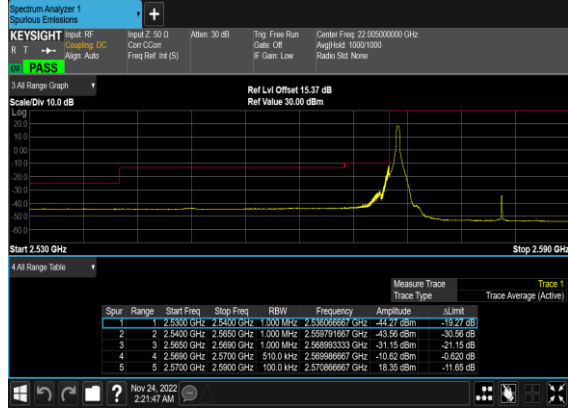 Spectrum Analyzer 1
Spurious Emissions
KEYSIGHT Input: RF Input Z: 50 Ω Atten: 30 dB Trig: Free Run Center Freq: 22.005000000 GHz
R T Coupling: DC Corr CCorr Gate: Off Avg|Hold: 1000/1000
Align: Auto Freq Ref: Int (S) IF Gain: Low Radio Std: None
PASS
3 All Range Graph
Ref Lvl Offset 15.37 dB
Scale/Div 10.0 dB Ref Value 30.00 dBm
Log
20.0
10.0
0.00
-10.0
-20.0
-30.0
-40.0
-50.0
-60.0
Start 2.530 GHz Stop 2.590 GHz
4 All Range Table
Measure Trace Trace 1
Trace Type Trace Average (Active)
Spur Range Start Freq Stop Freq RBW Frequency Amplitude ΔLimit
1 1 2.5300 GHz 2.5400 GHz 1.000 MHz 2.536066667 GHz -44.27 dBm -19.27 dB
2 2 2.5400 GHz 2.5650 GHz 1.000 MHz 2.559791667 GHz -43.56 dBm -30.56 dB
3 3 2.5650 GHz 2.5690 GHz 1.000 MHz 2.568993333 GHz -31.15 dBm -21.15 dB
4 4 2.5690 GHz 2.5700 GHz 510.0 kHz 2.569986667 GHz -10.62 dBm -0.620 dB
5 5 2.5700 GHz 2.5900 GHz 100.0 kHz 2.570866667 GHz 18.35 dBm -11.65 dB
Nov 24, 2022
2:21:47 AM